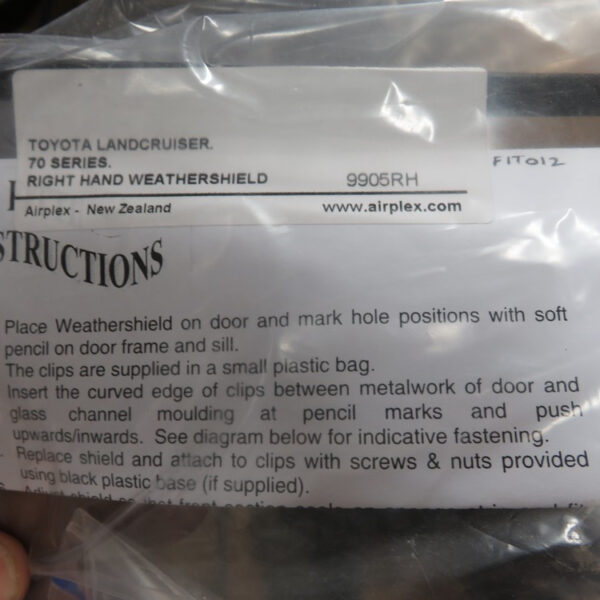 TOYOTA LANDCRUISER.
70 SERIES.
RIGHT HAND WEATHERSHIELD 9905RH
Airplex - New Zealand www.airplex.com
FIT012
STRUCTIONS
Place Weathershield on door and mark hole positions with soft
pencil on door frame and sill.
The clips are supplied in a small plastic bag.
Insert the curved edge of clips between metalwork of door and
glass channel moulding at pencil marks and push
upwards/inwards. See diagram below for indicative fastening.
Replace shield and attach to clips with screws & nuts provided
using black plastic base (if supplied).